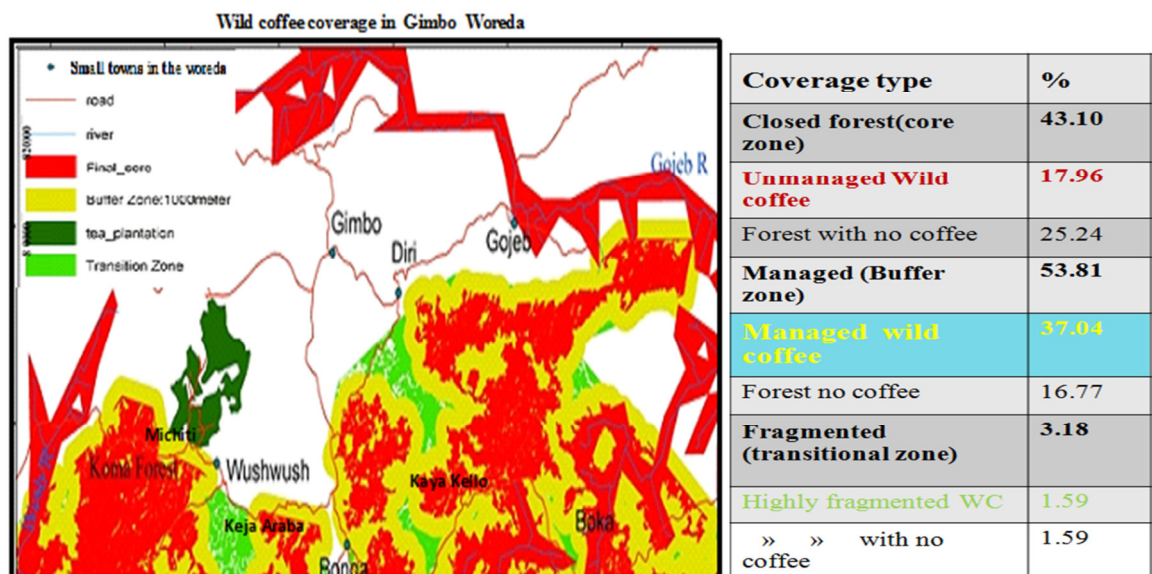 Wild coffee coverage in Gimbo Woreda
Small towns in the woreda
road
river
Final_core
Buffer Zone:1000meter
tea_plantation
Transition Zone
Gojeb R
Gimbo
Diri
Gojeb
Michiti
Koma Forest
Wushwush
Kaya Kello
Keja Araba
Boka
Bonga
Coverage type %
Closed forest(core zone) 43.10
Unmanaged Wild coffee 17.96
Forest with no coffee 25.24
Managed (Buffer zone) 53.81
Managed wild coffee 37.04
Forest no coffee 16.77
Fragmented (transitional zone) 3.18
Highly fragmented WC 1.59
» » with no coffee 1.59